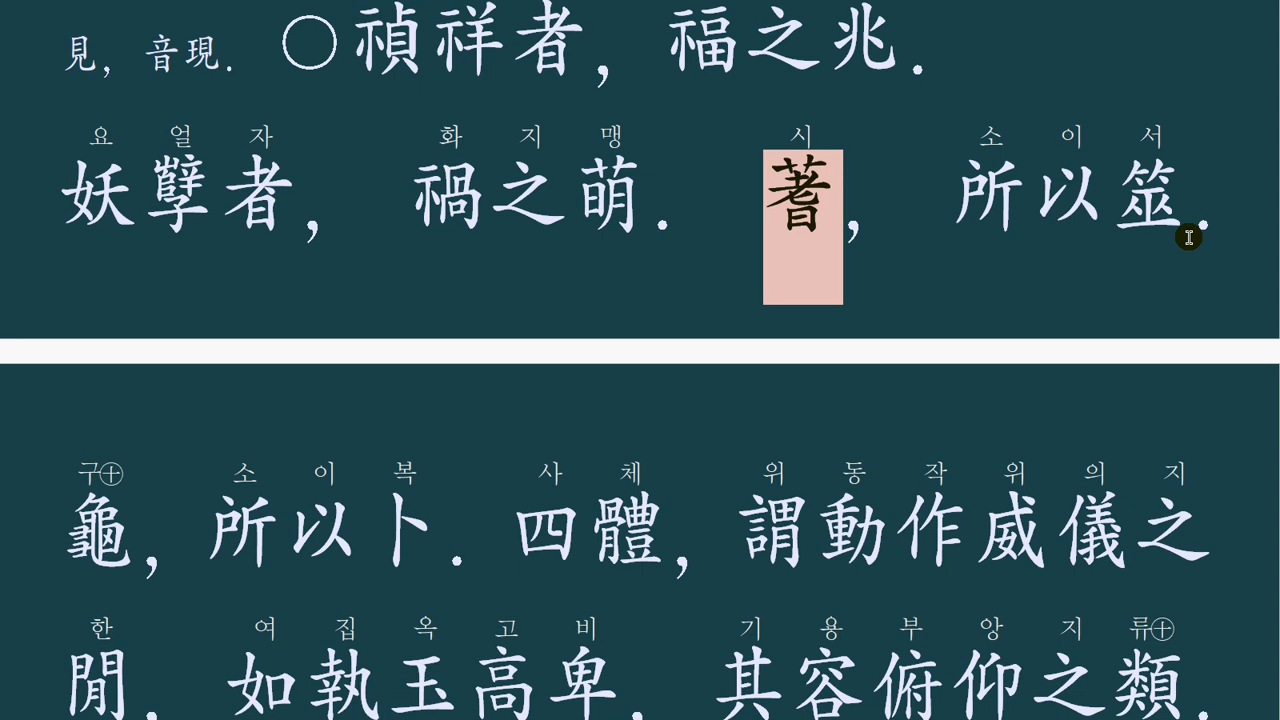 見, 音現. ○禎祥者, 福之兆.
요 얼 자 화 지 맹 시 소 이 서
妖孼者, 禍之萌. 蓍, 所以筮.
구㊉ 소 이 복 사 체 위 동 작 위 의 지
龜, 所以卜. 四體, 謂動作威儀之
한 여 집 옥 고 비 기 용 부 앙 지 류㊉
閒, 如執玉高卑, 其容俯仰之類.